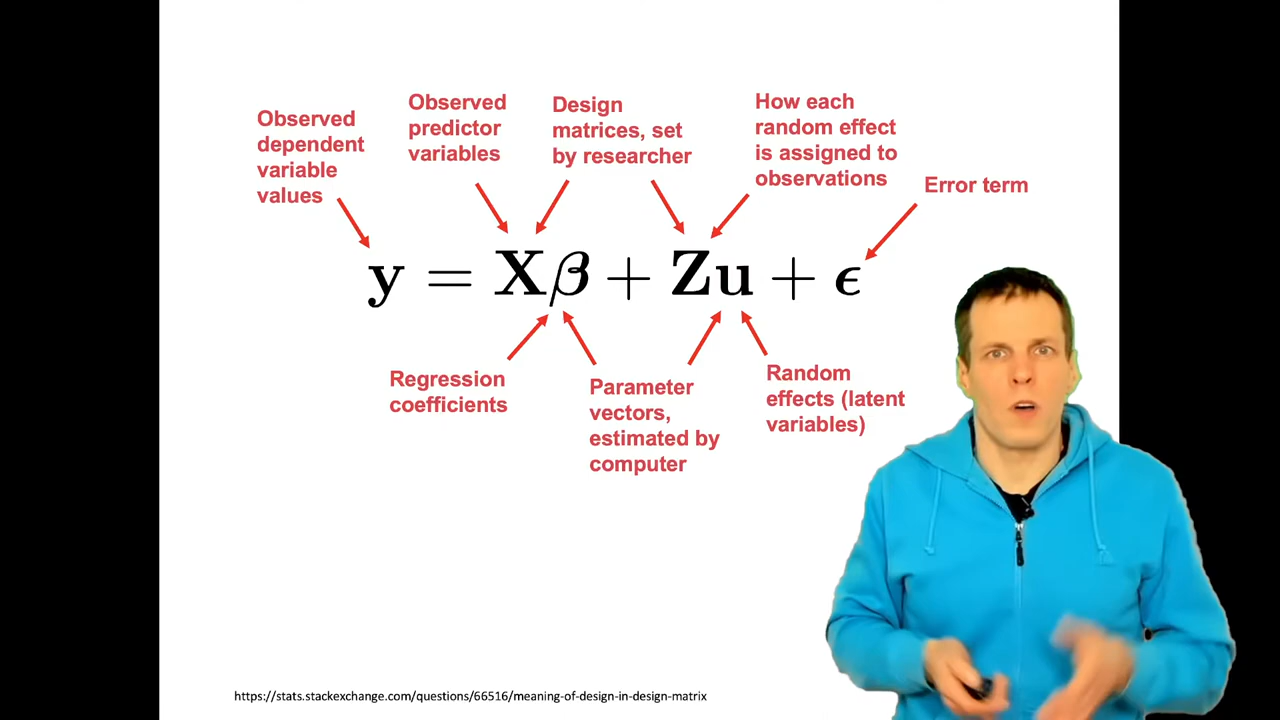 Observed
dependent
variable
values
Observed
predictor
variables
Design
matrices, set
by researcher
How each
random effect
is assigned to
observations
Error term
y = Xβ + Zu + ϵ
Regression
coefficients
Parameter
vectors,
estimated by
computer
Random
effects (latent
variables)
https://stats.stackexchange.com/questions/66516/meaning-of-design-in-design-matrix